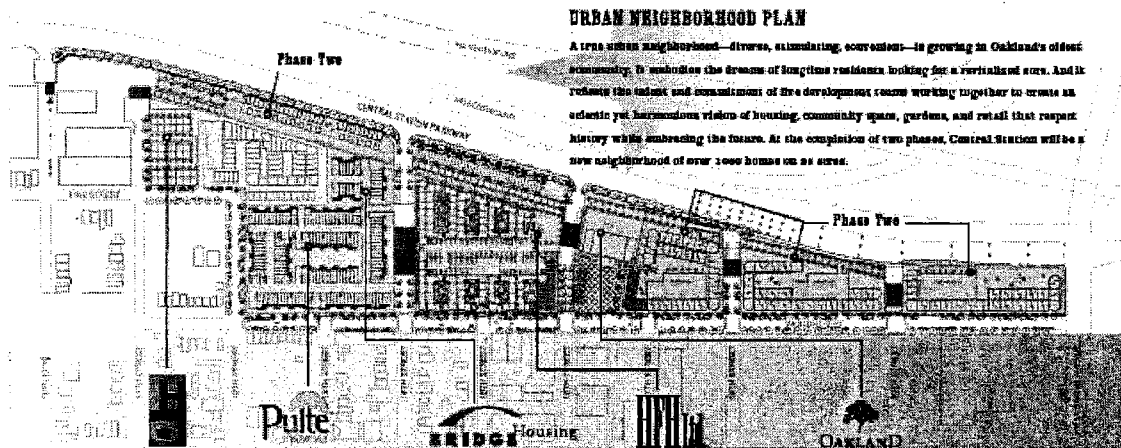 URBAN NEIGHBORHOOD PLAN
A true urban neighborhood—diverse, stimulating, convenient—is growing in Oakland's oldest
community. It embodies the dreams of longtime residents looking for a revitalized core. And it
reflects the talent and commitment of five development teams working together to create an
eclectic yet harmonious vision of housing, community space, gardens, and retail that respect
history while embracing the future. At the completion of two phases, Central Station will be a
new neighborhood of over 1000 homes on 28 acres.
Phase Two
CENTRAL STATION PARKWAY
Phase Two
Pulte
BRIDGE Housing
HFH Ltd
OAKLAND